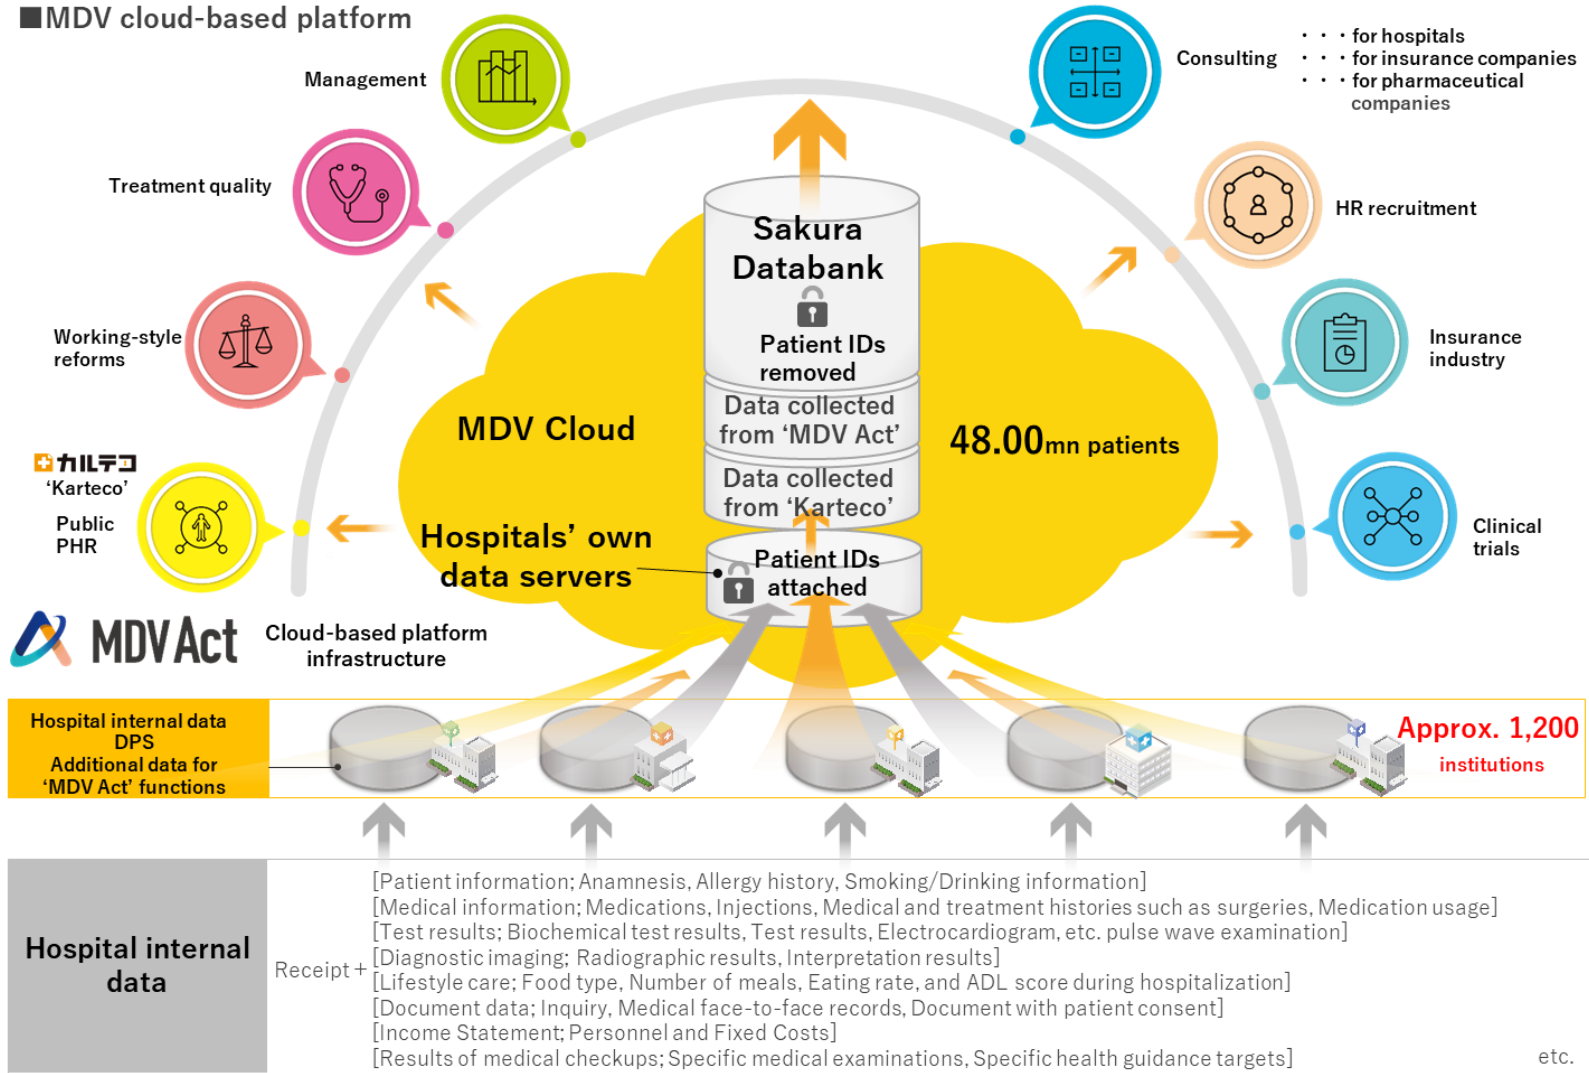 ■MDV cloud-based platform
Management
Treatment quality
Working-style
reforms
カルテコ
‘Karteco’
Public
PHR
Consulting
・・・for hospitals
・・・for insurance companies
・・・for pharmaceutical
companies
HR recruitment
Insurance
industry
Clinical
trials
Sakura
Databank
Patient IDs
removed
Data collected
from ‘MDV Act’
Data collected
from ‘Karteco’
MDV Cloud
48.00mn patients
Hospitals’ own
data servers
Patient IDs
attached
MDV Act
Cloud-based platform
infrastructure
Hospital internal data
DPS
Additional data for
‘MDV Act’ functions
Approx. 1,200
institutions
Hospital internal
data
Receipt +
[Patient information; Anamnesis, Allergy history, Smoking/Drinking information]
[Medical information; Medications, Injections, Medical and treatment histories such as surgeries, Medication usage]
[Test results; Biochemical test results, Test results, Electrocardiogram, etc. pulse wave examination]
[Diagnostic imaging; Radiographic results, Interpretation results]
[Lifestyle care; Food type, Number of meals, Eating rate, and ADL score during hospitalization]
[Document data; Inquiry, Medical face-to-face records, Document with patient consent]
[Income Statement; Personnel and Fixed Costs]
[Results of medical checkups; Specific medical examinations, Specific health guidance targets]
etc.